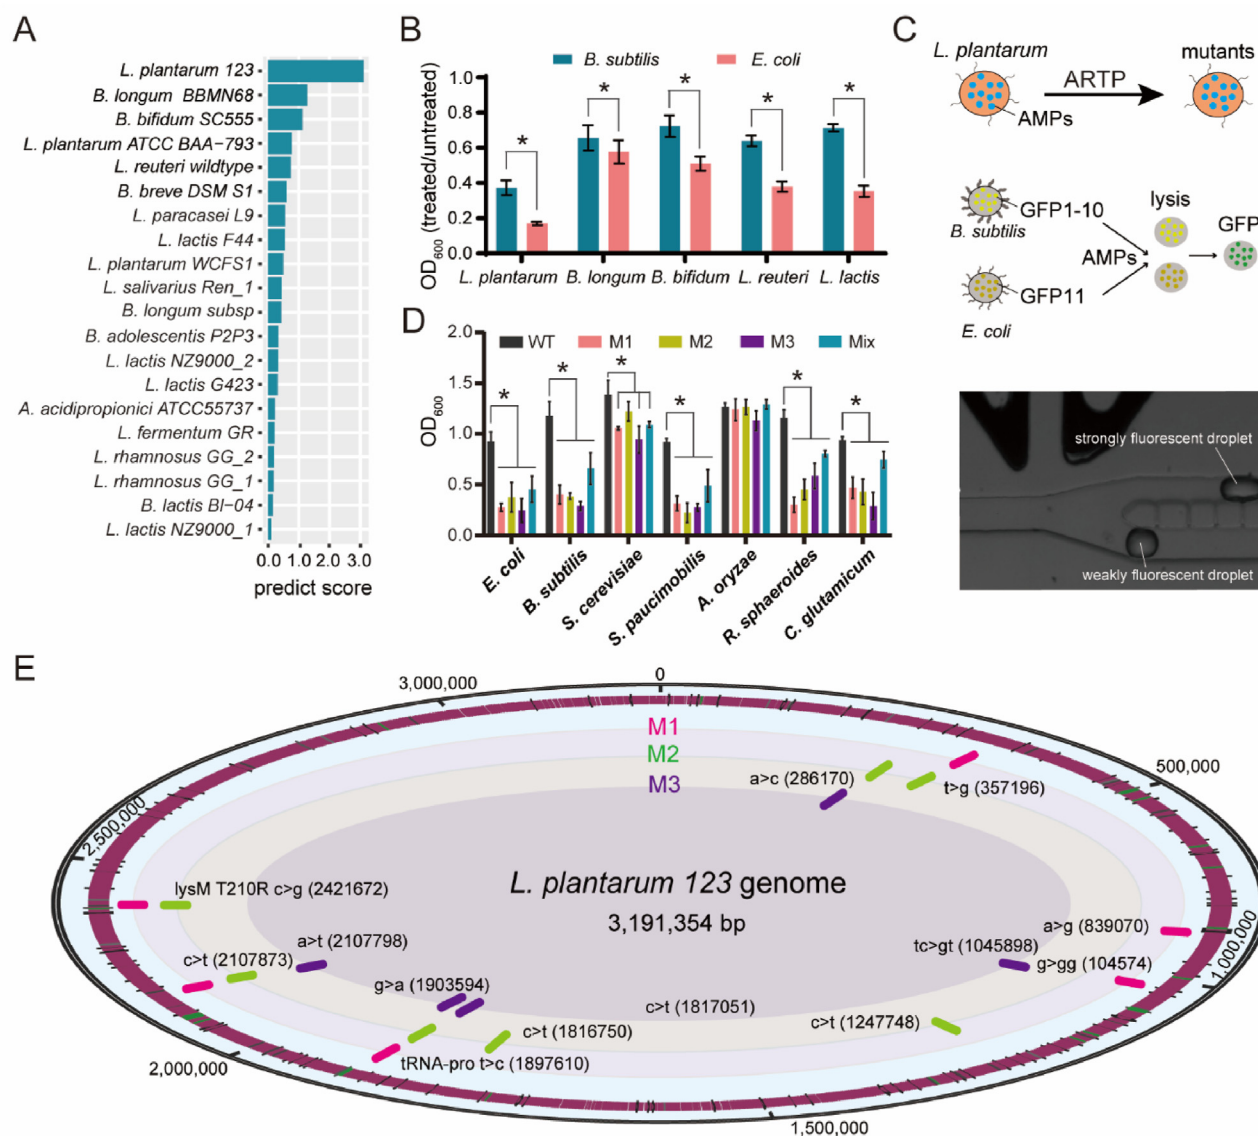 A
L. plantarum 123
B. longum BBMN68
B. bifidum SC555
L. plantarum ATCC BAA−793
L. reuteri wildtype
B. breve DSM S1
L. paracasei L9
L. lactis F44
L. plantarum WCFS1
L. salivarius Ren_1
B. longum subsp
B. adolescentis P2P3
L. lactis NZ9000_2
L. lactis G423
A. acidipropionici ATCC55737
L. fermentum GR
L. rhamnosus GG_2
L. rhamnosus GG_1
B. lactis Bl−04
L. lactis NZ9000_1
0.0 1.0 2.0 3.0
predict score
B
B. subtilis E. coli
OD600 (treated/untreated)
1.0
0.8
0.6
0.4
0.2
0.0
* * * * *
L. plantarum B. longum B. bifidum L. reuteri L. lactis
C
L. plantarum
ARTP
mutants
AMPs
GFP1-10
B. subtilis
lysis
GFP
AMPs
GFP11
E. coli
strongly fluorescent droplet
weakly fluorescent droplet
D
WT M1 M2 M3 Mix
OD600
2.0
1.5
1.0
0.5
0.0
* * * * * *
E. coli
B. subtilis
S. cerevisiae
S. paucimobilis
A. oryzae
R. sphaeroides
C. glutamicum
E
0
3,000,000
500,000
M1
M2
M3
a>c (286170)
t>g (357196)
2,500,000
lysM T210R c>g (2421672)
L. plantarum 123 genome
3,191,354 bp
a>g (839070)
a>t (2107798)
tc>gt (1045898)
c>t (2107873)
g>gg (104574)
1,000,000
g>a (1903594)
c>t (1817051)
c>t (1816750)
c>t (1247748)
tRNA-pro t>c (1897610)
2,000,000
1,500,000